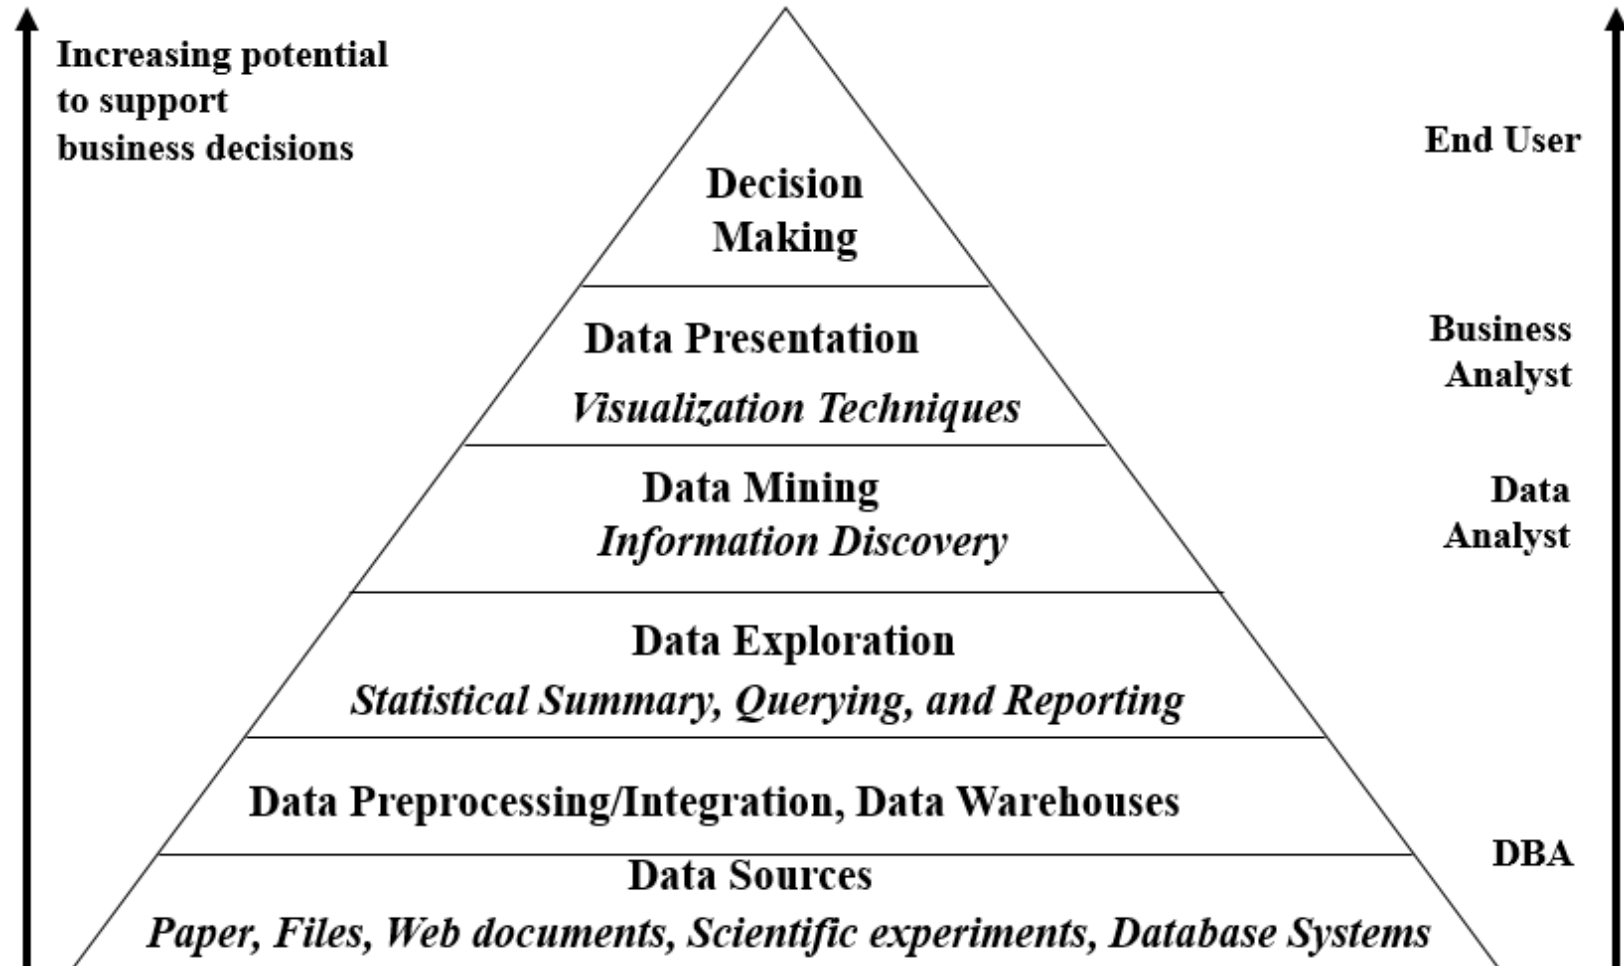 Increasing potential
to support
business decisions
End User
Decision
Making
Business
Analyst
Data Presentation
Visualization Techniques
Data
Analyst
Data Mining
Information Discovery
Data Exploration
Statistical Summary, Querying, and Reporting
Data Preprocessing/Integration, Data Warehouses
DBA
Data Sources
Paper, Files, Web documents, Scientific experiments, Database Systems